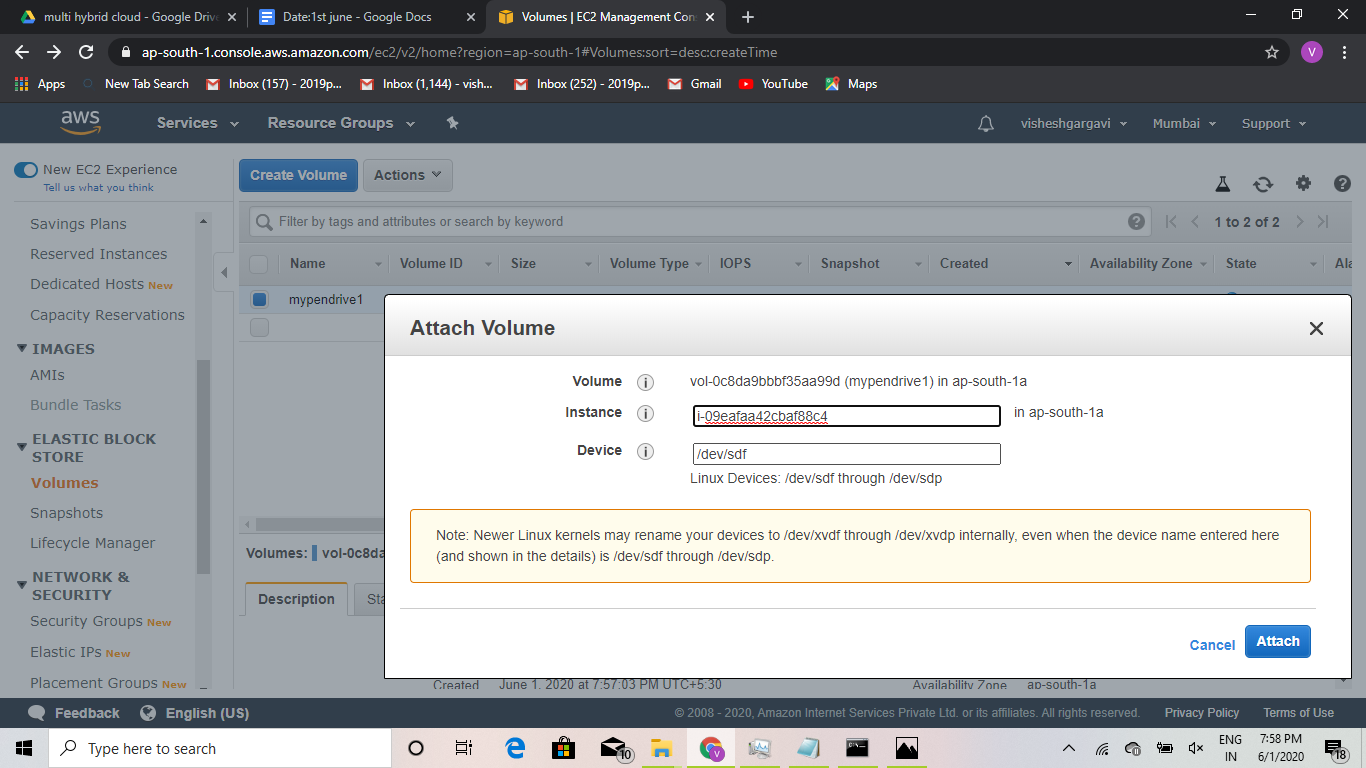 multi hybrid cloud - Google Drive
Date:1st june - Google Docs
Volumes | EC2 Management Con
ap-south-1.console.aws.amazon.com/ec2/v2/home?region=ap-south-1#Volumes:sort=desc:createTime
V
Apps
New Tab Search
Inbox (157) - 2019p...
Inbox (1,144) - vish...
Inbox (252) - 2019p...
Gmail
YouTube
Maps
aws
Services
Resource Groups
visheshgargavi
Mumbai
Support
New EC2 Experience
Tell us what you think
Create Volume
Actions
Savings Plans
Reserved Instances
Dedicated Hosts New
Capacity Reservations
IMAGES
AMIs
Bundle Tasks
ELASTIC BLOCK
STORE
Volumes
Snapshots
Lifecycle Manager
NETWORK &
SECURITY
Security Groups New
Elastic IPs New
Placement Groups New
Filter by tags and attributes or search by keyword
1 to 2 of 2
Name
Volume ID
Size
Volume Type
IOPS
Snapshot
Created
Availability Zone
State
Ala
mypendrive1
Attach Volume
Volume
vol-0c8da9bbbf35aa99d (mypendrive1) in ap-south-1a
Instance
i-09eafaa42cbaf88c4
in ap-south-1a
Device
/dev/sdf
Linux Devices: /dev/sdf through /dev/sdp
Note: Newer Linux kernels may rename your devices to /dev/xvdf through /dev/xvdp internally, even when the device name entered here
(and shown in the details) is /dev/sdf through /dev/sdp.
Cancel
Attach
Volumes:
vol-0c8da
Description
Sta
Created
June 1, 2020 at 7:57:03 PM UTC+5:30
Availability Zone
ap-south-1a
Feedback
English (US)
© 2008 - 2020, Amazon Internet Services Private Ltd. or its affiliates. All rights reserved.
Privacy Policy
Terms of Use
Type here to search
10
V
ENG
IN
7:58 PM
6/1/2020
18